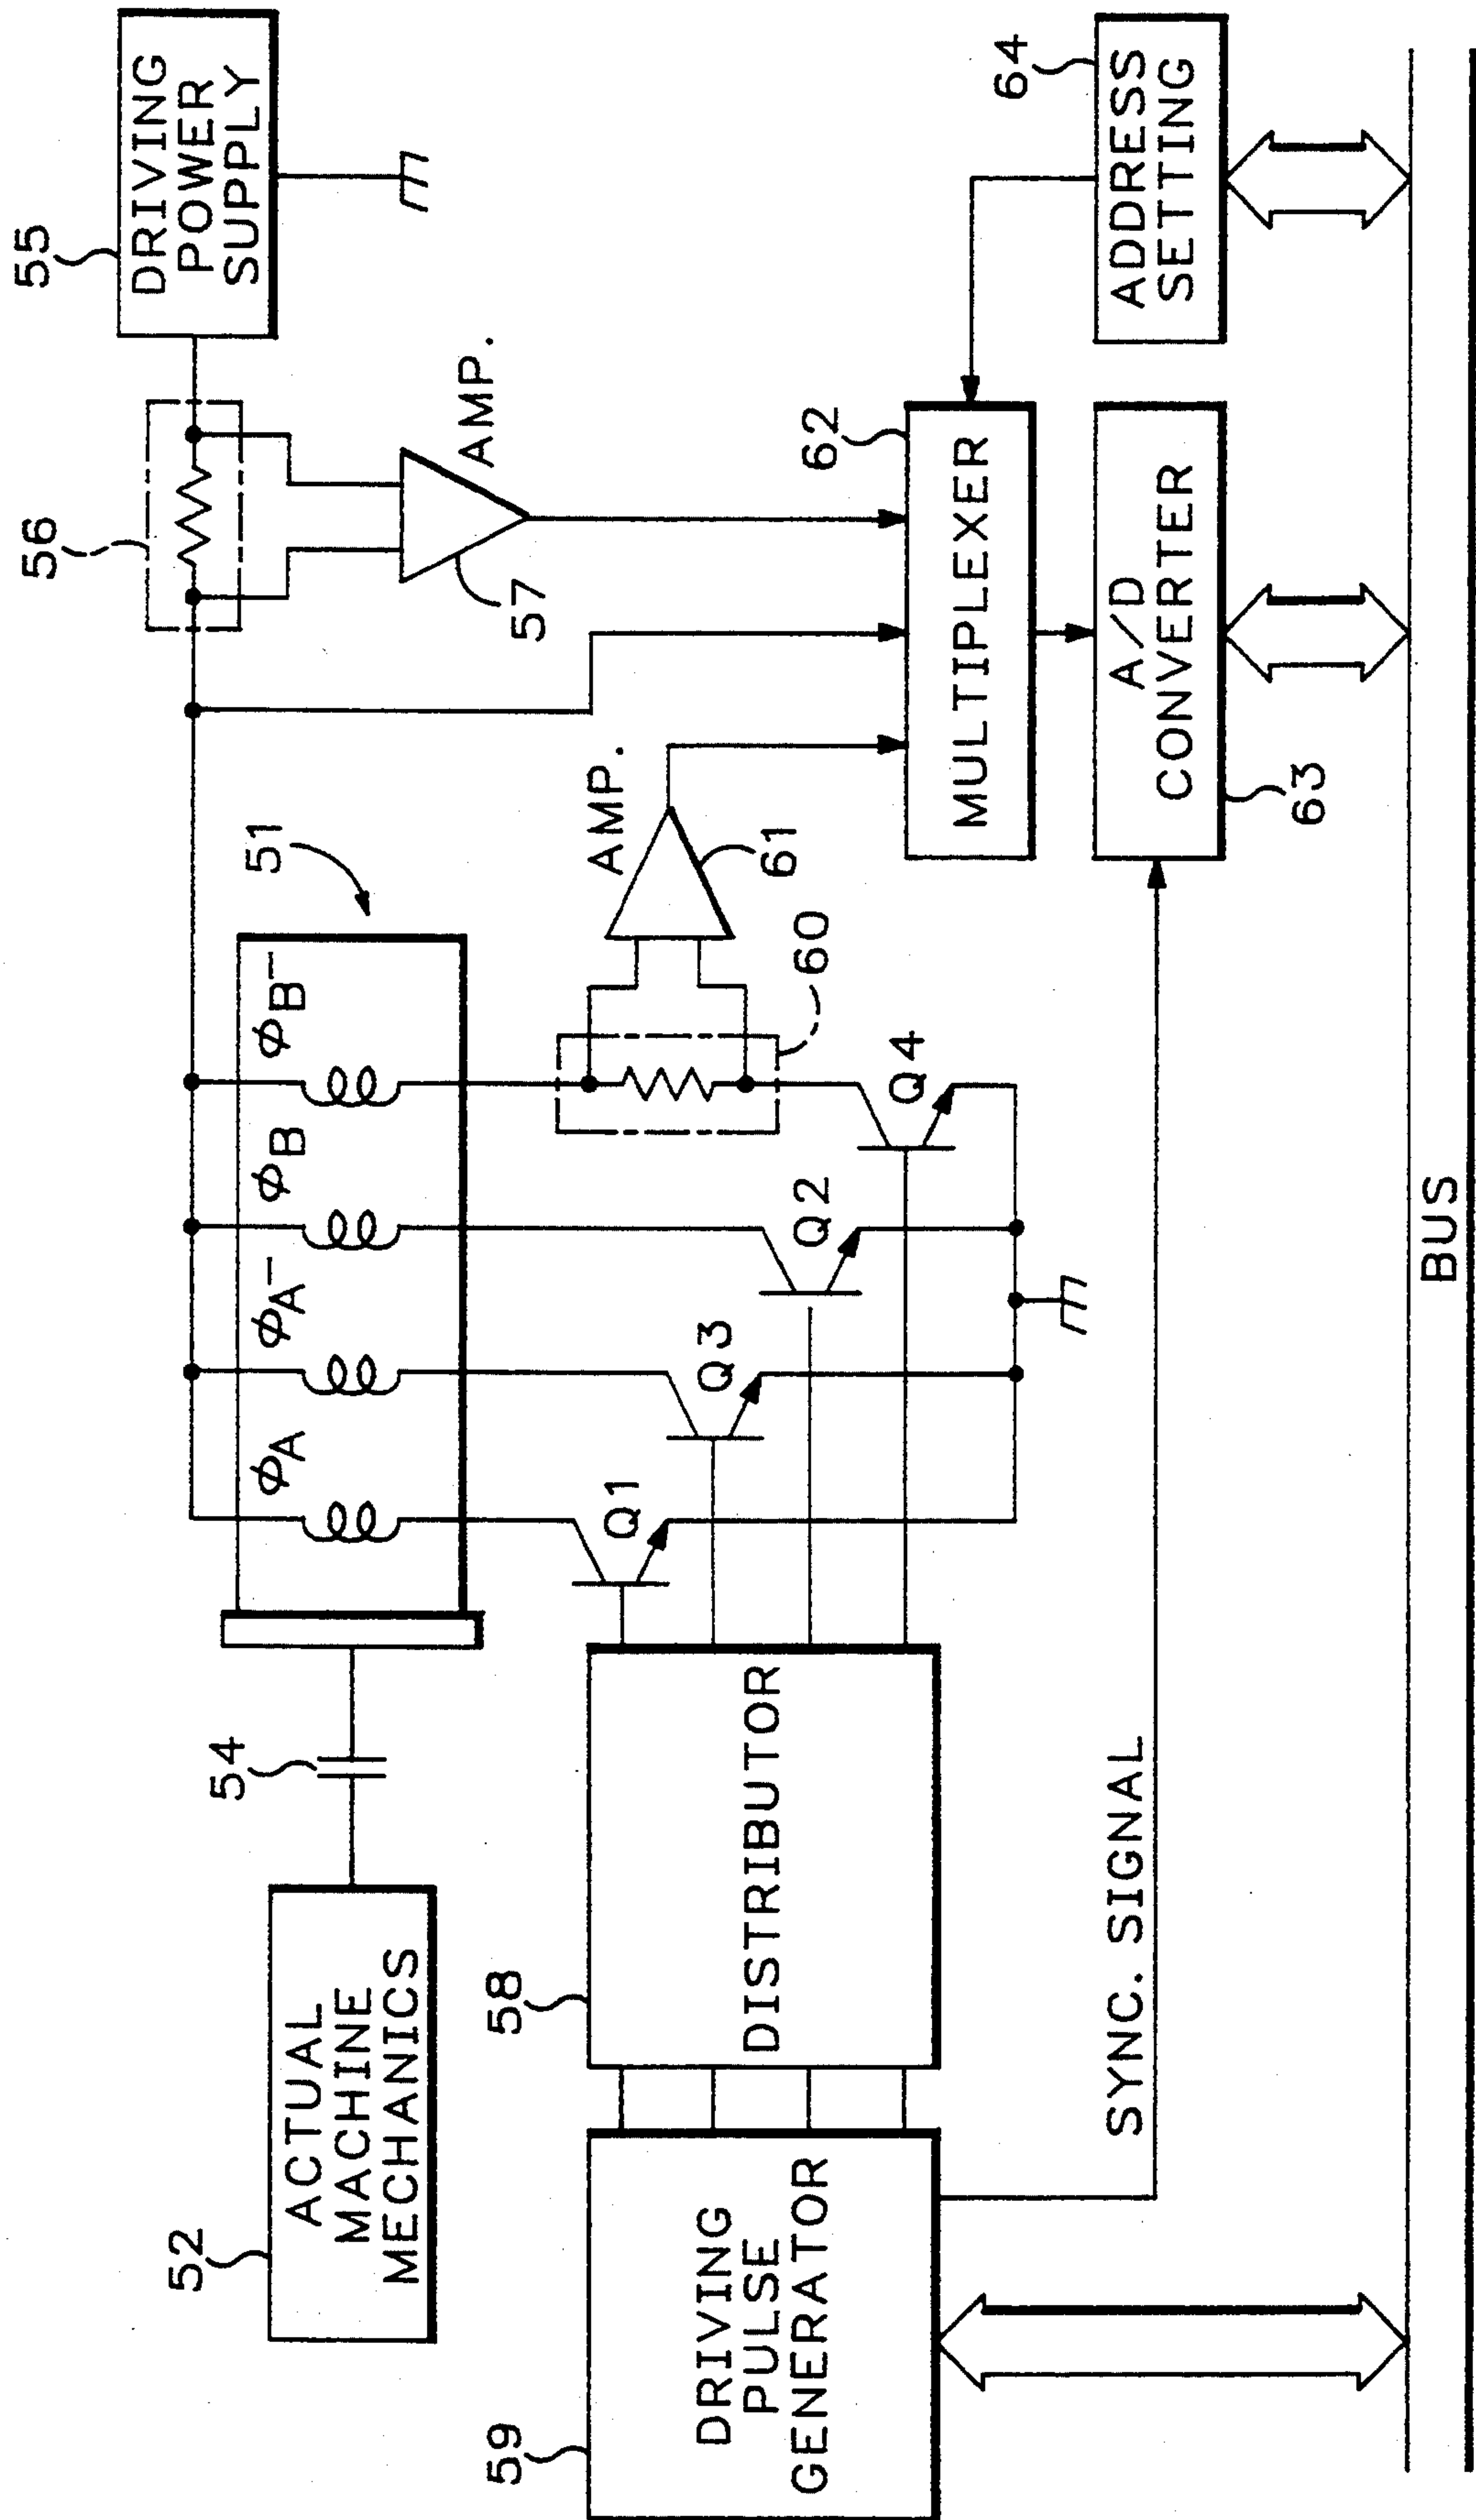 52
ACTUAL
MACHINE
MECHANICS
54
51
ϕA
ϕA‾
ϕB
ϕB‾
56
55
DRIVING
POWER
SUPPLY
AMP.
57
59
DRIVING
PULSE
GENERATOR
58
DISTRIBUTOR
Q1
Q3
Q2
Q4
60
AMP.
61
62
MULTIPLEXER
64
ADDRESS
SETTING
A/D
CONVERTER
63
SYNC. SIGNAL
BUS